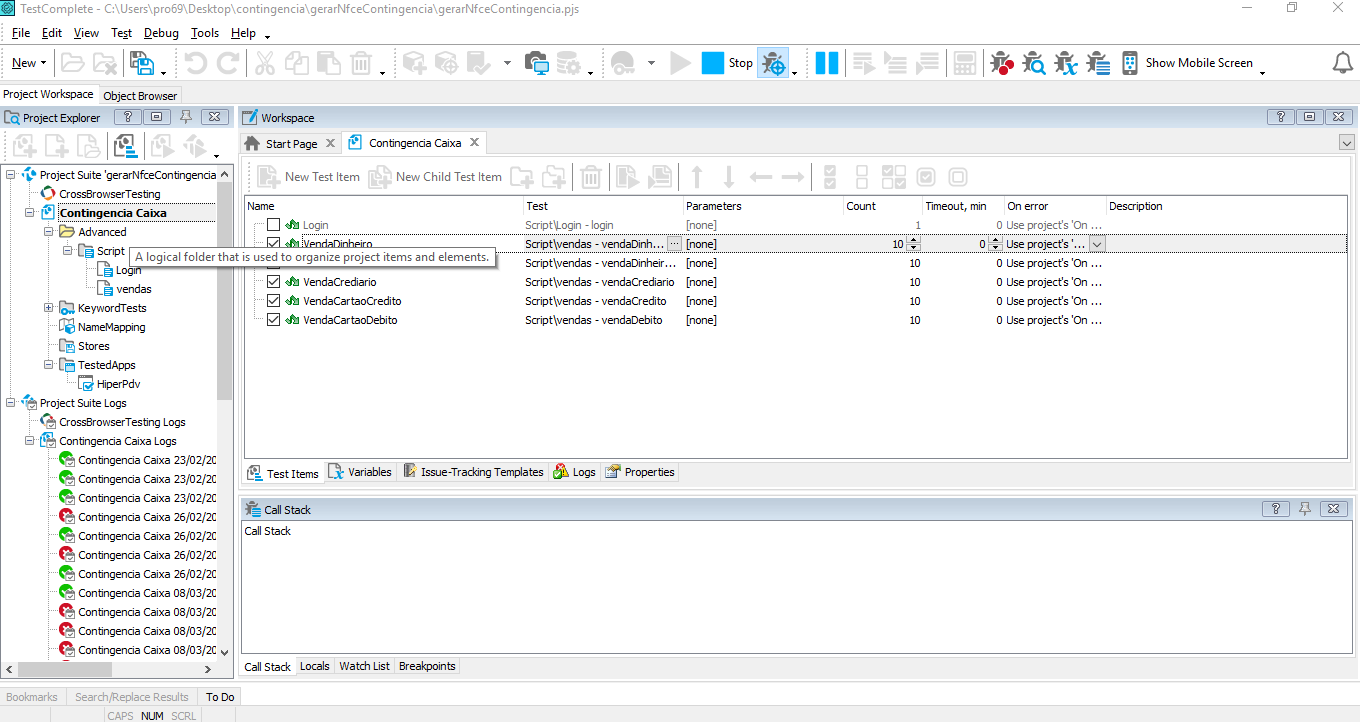 TestComplete - C:\Users\pro69\Desktop\contingencia\gerarNfceContingencia\gerarNfceContingencia.pjs
File Edit View Test Debug Tools Help
New Stop Show Mobile Screen
Project Workspace Object Browser
Project Explorer ?
Project Suite 'gerarNfceContingencia
CrossBrowserTesting
Contingencia Caixa
Advanced
Script
Login
vendas
KeywordTests
NameMapping
Stores
TestedApps
HiperPdv
Project Suite Logs
CrossBrowserTesting Logs
Contingencia Caixa Logs
Contingencia Caixa 23/02/20
Contingencia Caixa 23/02/20
Contingencia Caixa 23/02/20
Contingencia Caixa 26/02/20
Contingencia Caixa 26/02/20
Contingencia Caixa 26/02/20
Contingencia Caixa 26/02/20
Contingencia Caixa 08/03/20
Contingencia Caixa 08/03/20
Contingencia Caixa 08/03/20
Contingencia Caixa 08/03/20
Workspace ?
Start Page Contingencia Caixa
New Test Item New Child Test Item
Name Test Parameters Count Timeout, min On error Description
Login Script\Login - login [none] 1 0 Use project's 'On ...
VendaDinheiro Script\vendas - vendaDinh... ... [none] 10 0 Use project's '...
A logical folder that is used to organize project items and elements.
Script\vendas - vendaDinheir... [none] 10 0 Use project's 'On ...
VendaCrediario Script\vendas - vendaCrediario [none] 10 0 Use project's 'On ...
VendaCartaoCredito Script\vendas - vendaCredito [none] 10 0 Use project's 'On ...
VendaCartaoDebito Script\vendas - vendaDebito [none] 10 0 Use project's 'On ...
Test Items Variables Issue-Tracking Templates Logs Properties
Call Stack ?
Call Stack
Call Stack Locals Watch List Breakpoints
Bookmarks Search/Replace Results To Do
CAPS NUM SCRL